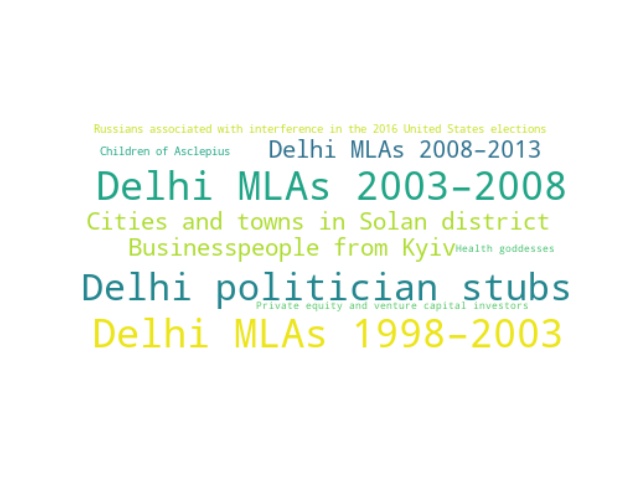 Russians associated with interference in the 2016 United States elections
Children of Asclepius
Delhi MLAs 2008–2013
Delhi MLAs 2003–2008
Cities and towns in Solan district
Businesspeople from Kyiv
Health goddesses
Delhi politician stubs
Private equity and venture capital investors
Delhi MLAs 1998–2003